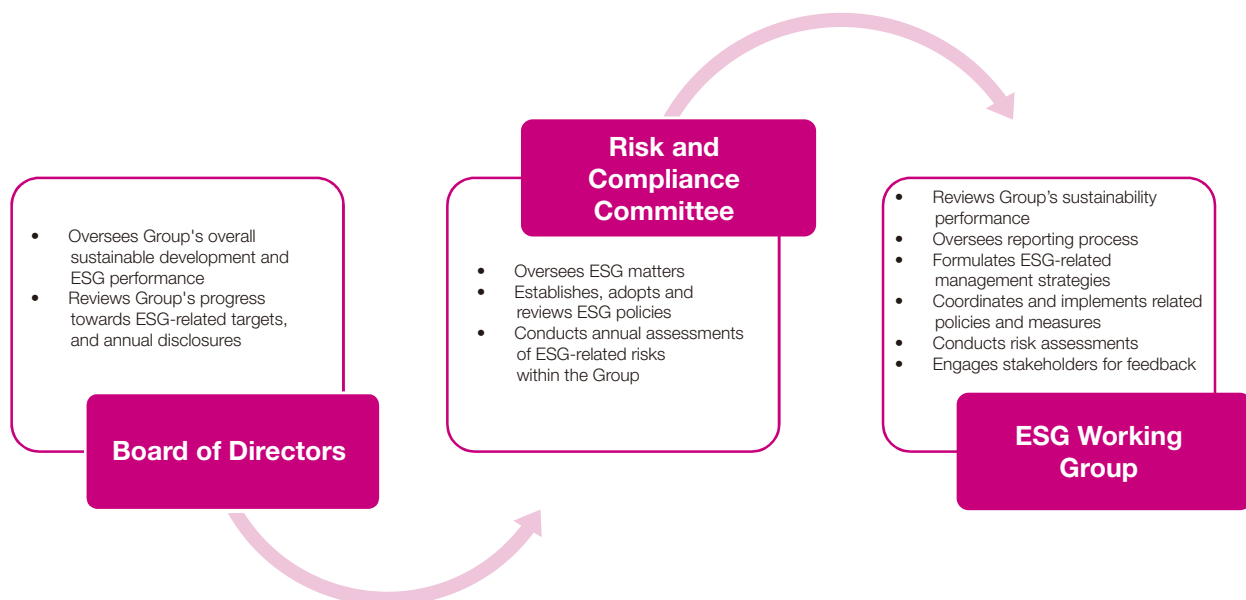 • Oversees Group's overall
sustainable development and
ESG performance
• Reviews Group's progress
towards ESG-related targets,
and annual disclosures
Board of Directors
Risk and
Compliance
Committee
• Oversees ESG matters
• Establishes, adopts and
reviews ESG policies
• Conducts annual assessments
of ESG-related risks
within the Group
• Reviews Group’s sustainability
performance
• Oversees reporting process
• Formulates ESG-related
management strategies
• Coordinates and implements related
policies and measures
• Conducts risk assessments
• Engages stakeholders for feedback
ESG Working
Group